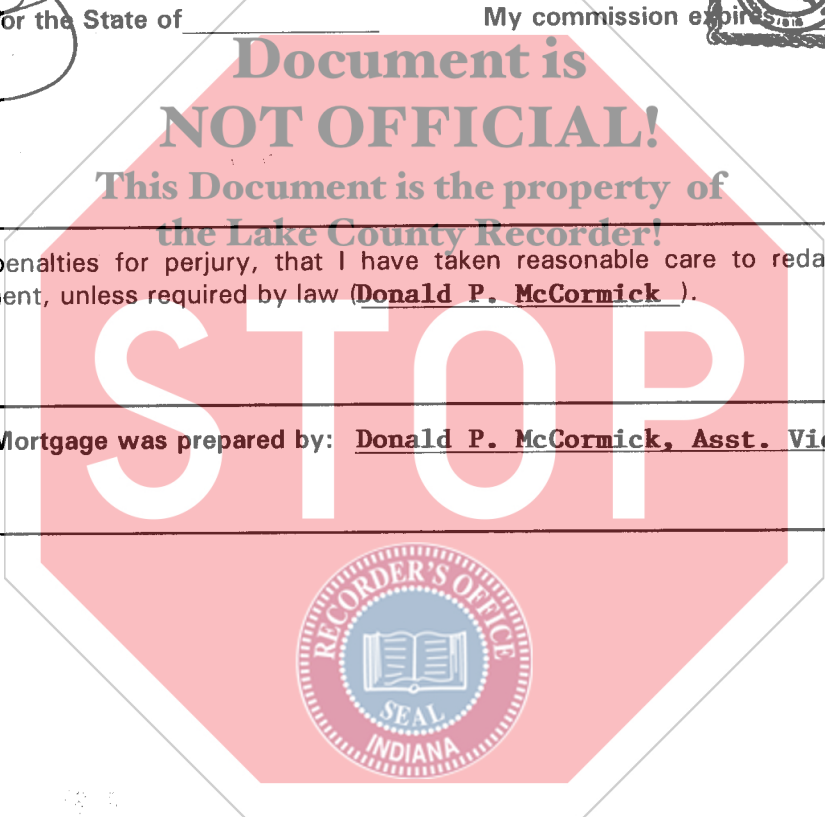 or the State of
My commission expires
Document is
NOT OFFICIAL!
This Document is the property of
the Lake County Recorder!
penalties for perjury, that I have taken reasonable care to reda
ent, unless required by law (Donald P. McCormick ).
STOP
Mortgage was prepared by: Donald P. McCormick, Asst. Vi
RECORDER'S OFFICE
SEAL
INDIANA